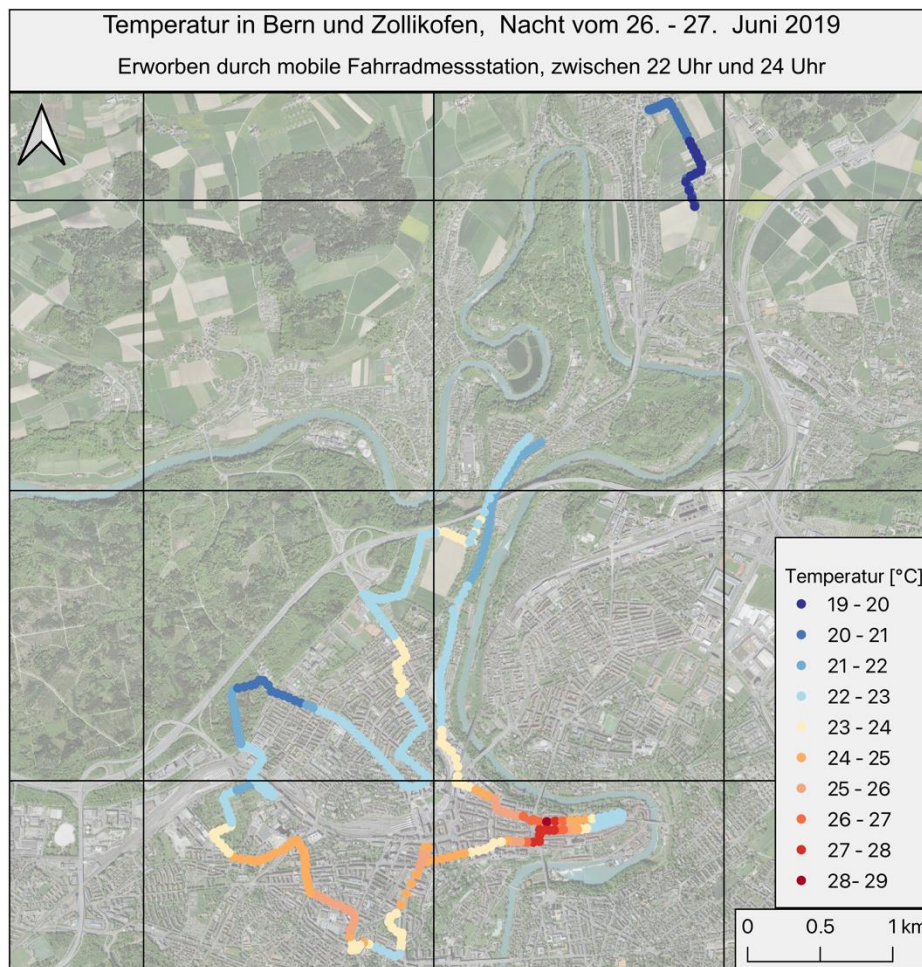 Temperatur in Bern und Zollikofen, Nacht vom 26. - 27. Juni 2019
Erworben durch mobile Fahrradmessstation, zwischen 22 Uhr und 24 Uhr
Temperatur [°C]
19 - 20
20 - 21
21 - 22
22 - 23
23 - 24
24 - 25
25 - 26
26 - 27
27 - 28
28- 29
0 0.5 1 km